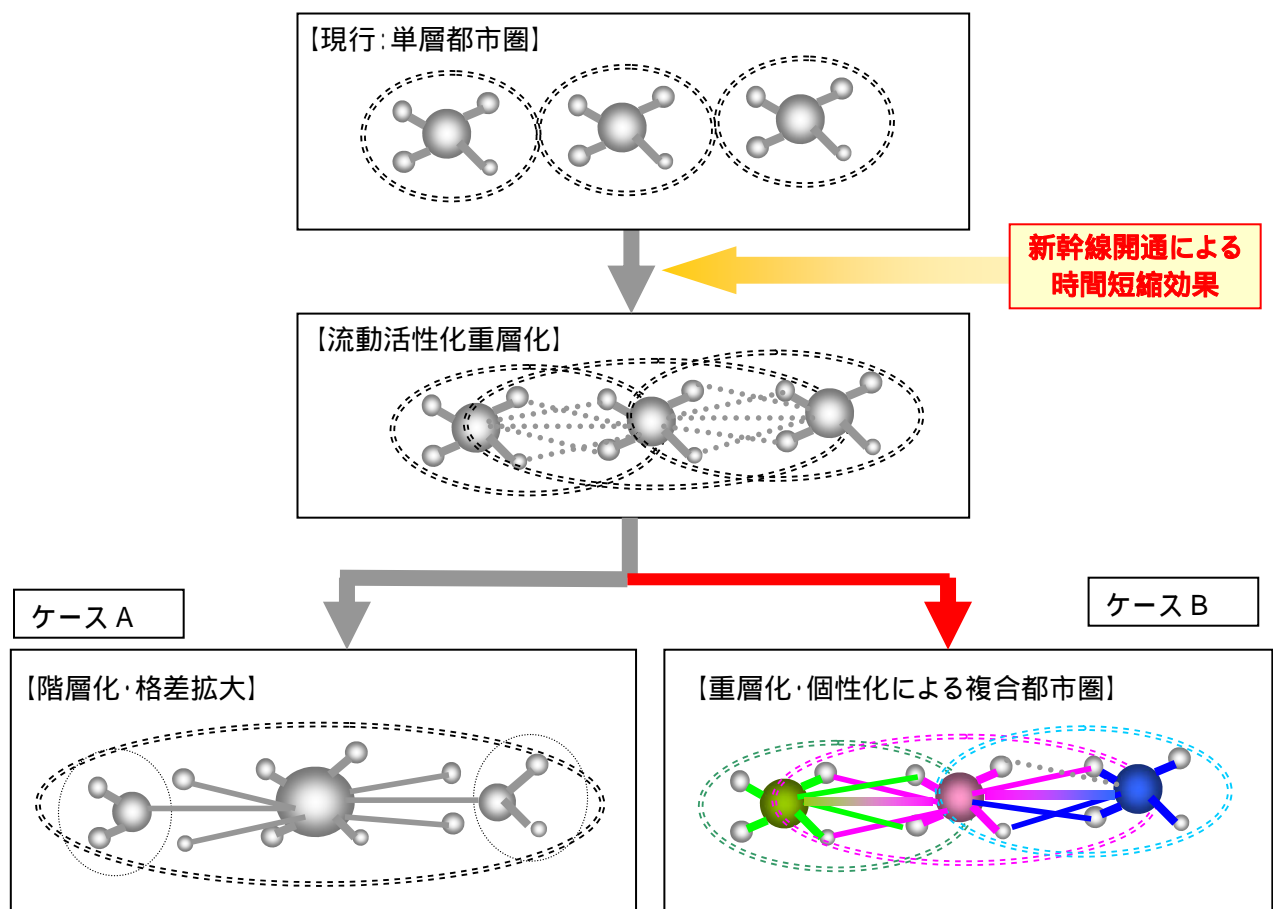 【現行:単層都市圏】
新幹線開通による
時間短縮効果
【流動活性化重層化】
ケースA
ケースB
【階層化・格差拡大】
【重層化・個性化による複合都市圏】